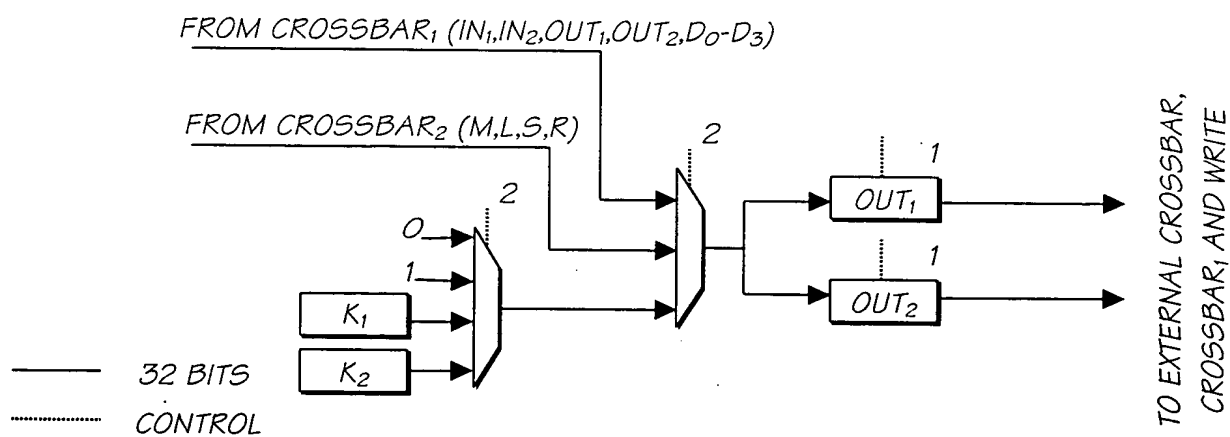 FROM CROSSBAR₁ (IN₁,IN₂,OUT₁,OUT₂,D₀-D₃)
FROM CROSSBAR₂ (M,L,S,R)
2
2
1
OUT₁
0
1
1
OUT₂
K₁
K₂
32 BITS
CONTROL
TO EXTERNAL CROSSBAR,
CROSSBAR₁ AND WRITE